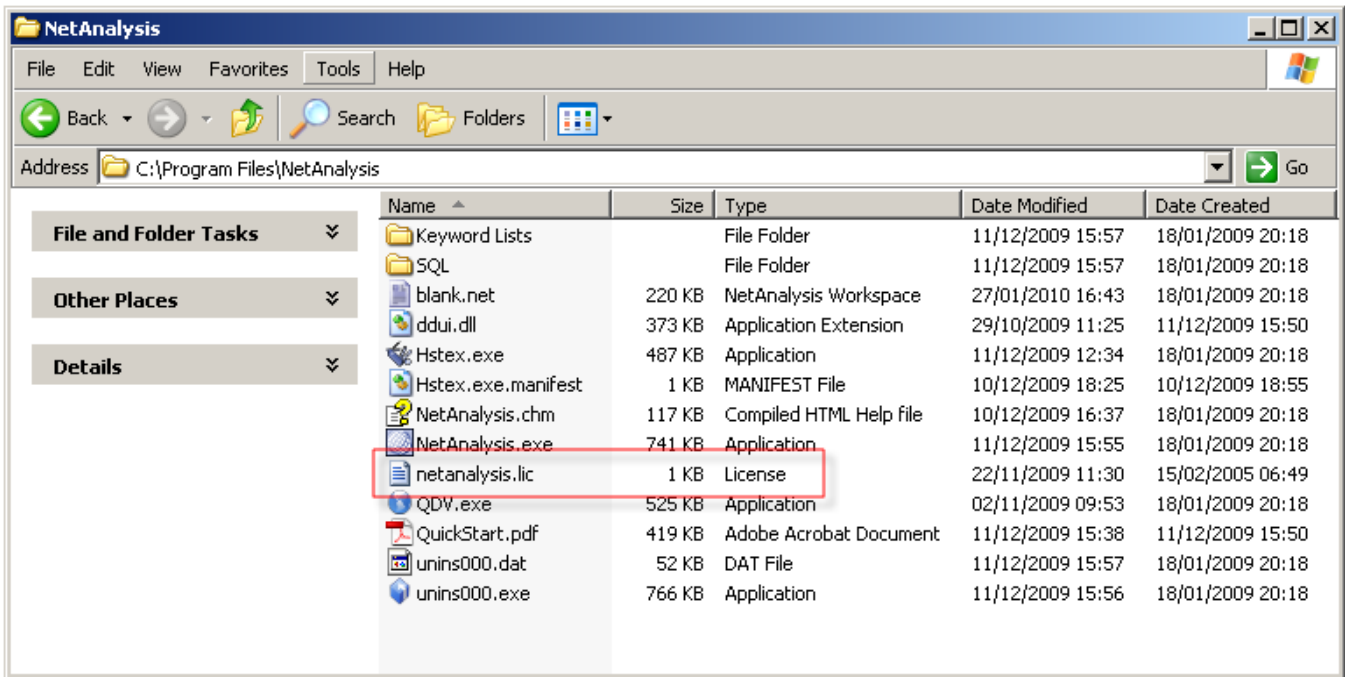 NetAnalysis
File Edit View Favorites Tools Help
Back Search Folders
Address C:\Program Files\NetAnalysis Go
File and Folder Tasks
Other Places
Details
Name Size Type Date Modified Date Created
Keyword Lists File Folder 11/12/2009 15:57 18/01/2009 20:18
SQL File Folder 11/12/2009 15:57 18/01/2009 20:18
blank.net 220 KB NetAnalysis Workspace 27/01/2010 16:43 18/01/2009 20:18
ddui.dll 373 KB Application Extension 29/10/2009 11:25 11/12/2009 15:50
Hstex.exe 487 KB Application 11/12/2009 12:34 18/01/2009 20:18
Hstex.exe.manifest 1 KB MANIFEST File 10/12/2009 18:25 10/12/2009 18:55
NetAnalysis.chm 117 KB Compiled HTML Help file 10/12/2009 16:37 18/01/2009 20:18
NetAnalysis.exe 741 KB Application 11/12/2009 15:55 18/01/2009 20:18
netanalysis.lic 1 KB License 22/11/2009 11:30 15/02/2005 06:49
QDV.exe 525 KB Application 02/11/2009 09:53 18/01/2009 20:18
QuickStart.pdf 419 KB Adobe Acrobat Document 11/12/2009 15:38 11/12/2009 15:50
unins000.dat 52 KB DAT File 11/12/2009 15:57 18/01/2009 20:18
unins000.exe 766 KB Application 11/12/2009 15:56 18/01/2009 20:18